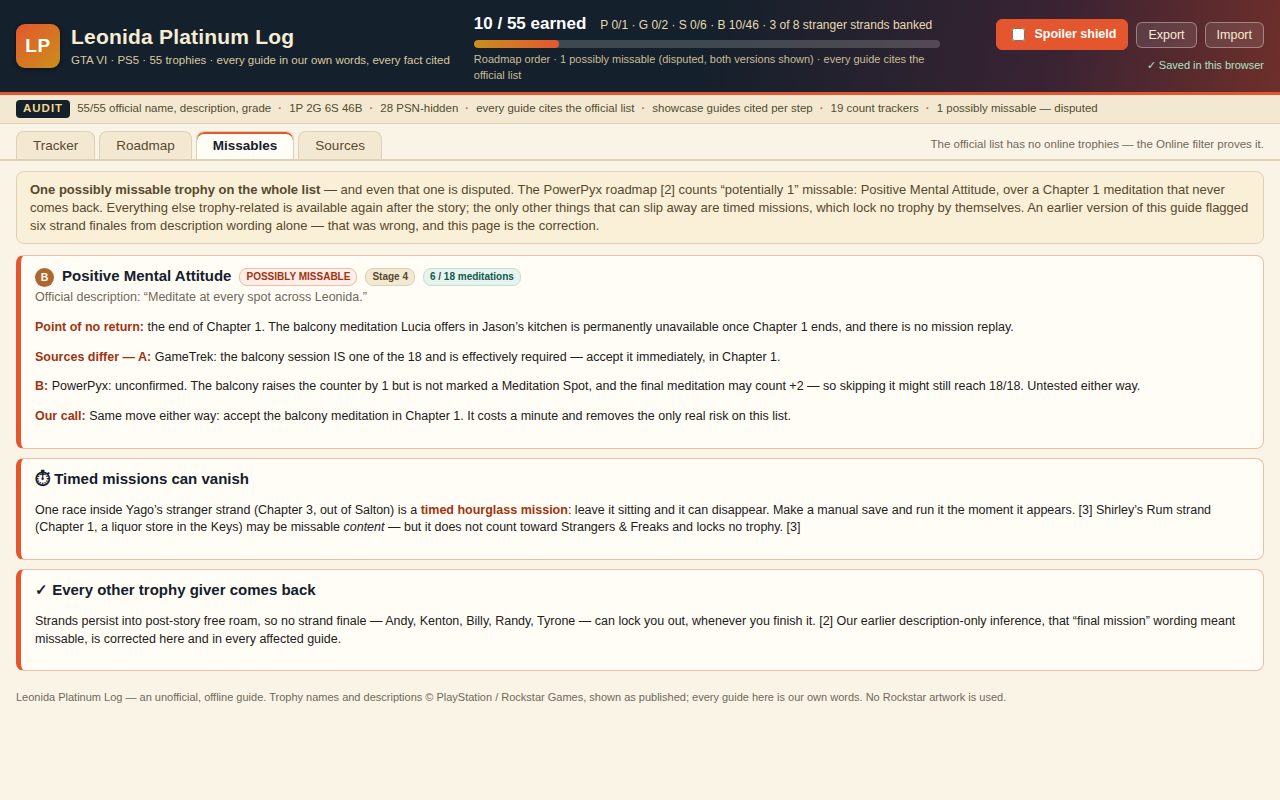 LP
Leonida Platinum Log
GTA VI · PS5 · 55 trophies · every guide in our own words, every fact cited
10 / 55 earned P 0/1 · G 0/2 · S 0/6 · B 10/46 · 3 of 8 stranger strands banked
Roadmap order · 1 possibly missable (disputed, both versions shown) · every guide cites the
official list
Spoiler shield
Export
Import
✓ Saved in this browser
AUDIT 55/55 official name, description, grade · 1P 2G 6S 46B · 28 PSN-hidden · every guide cites the official list · showcase guides cited per step · 19 count trackers · 1 possibly missable — disputed
Tracker
Roadmap
Missables
Sources
The official list has no online trophies — the Online filter proves it.
One possibly missable trophy on the whole list — and even that one is disputed. The PowerPyx roadmap [2] counts “potentially 1” missable: Positive Mental Attitude, over a Chapter 1 meditation that never
comes back. Everything else trophy-related is available again after the story; the only other things that can slip away are timed missions, which lock no trophy by themselves. An earlier version of this guide flagged
six strand finales from description wording alone — that was wrong, and this page is the correction.
B Positive Mental Attitude POSSIBLY MISSABLE Stage 4 6 / 18 meditations
Official description: “Meditate at every spot across Leonida.”
Point of no return: the end of Chapter 1. The balcony meditation Lucia offers in Jason’s kitchen is permanently unavailable once Chapter 1 ends, and there is no mission replay.
Sources differ — A: GameTrek: the balcony session IS one of the 18 and is effectively required — accept it immediately, in Chapter 1.
B: PowerPyx: unconfirmed. The balcony raises the counter by 1 but is not marked a Meditation Spot, and the final meditation may count +2 — so skipping it might still reach 18/18. Untested either way.
Our call: Same move either way: accept the balcony meditation in Chapter 1. It costs a minute and removes the only real risk on this list.
⏱ Timed missions can vanish
One race inside Yago’s stranger strand (Chapter 3, out of Salton) is a timed hourglass mission: leave it sitting and it can disappear. Make a manual save and run it the moment it appears. [3] Shirley’s Rum strand
(Chapter 1, a liquor store in the Keys) may be missable content — but it does not count toward Strangers & Freaks and locks no trophy. [3]
✓ Every other trophy giver comes back
Strands persist into post-story free roam, so no strand finale — Andy, Kenton, Billy, Randy, Tyrone — can lock you out, whenever you finish it. [2] Our earlier description-only inference, that “final mission” wording meant
missable, is corrected here and in every affected guide.
Leonida Platinum Log — an unofficial, offline guide. Trophy names and descriptions © PlayStation / Rockstar Games, shown as published; every guide here is our own words. No Rockstar artwork is used.